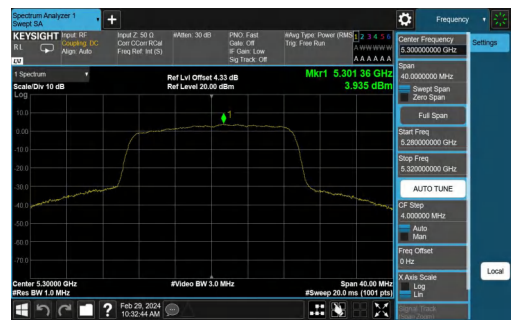 Spectrum Analyzer 1
Swept SA
Frequency
KEYSIGHT
Input: RF
Coupling: DC
Align: Auto
Input Z: 50 Ω
Corr CCorr RCal
Freq Ref: Int (S)
#Atten: 30 dB
PNO: Fast
Gate: Off
IF Gain: Low
Sig Track: Off
#Avg Type: Power (RMS)
Trig: Free Run
1 2 3 4 5 6
A W W W W W
A A A A A A
RL
LW
1 Spectrum
Scale/Div 10 dB
Log
Ref Lvl Offset 4.33 dB
Ref Level 20.00 dBm
Mkr1 5.301 36 GHz
3.935 dBm
1
10.0
0.00
-10.0
-20.0
-30.0
-40.0
-50.0
-60.0
-70.0
Center 5.30000 GHz
#Res BW 1.0 MHz
#Video BW 3.0 MHz
Span 40.00 MHz
#Sweep 20.0 ms (1001 pts)
Feb 29, 2024
10:32:44 AM
Center Frequency
5.300000000 GHz
Span
40.0000000 MHz
Swept Span
Zero Span
Full Span
Start Freq
5.280000000 GHz
Stop Freq
5.320000000 GHz
AUTO TUNE
CF Step
4.000000 MHz
Auto
Man
Freq Offset
0 Hz
X Axis Scale
Log
Lin
Signal Track
Settings
Local